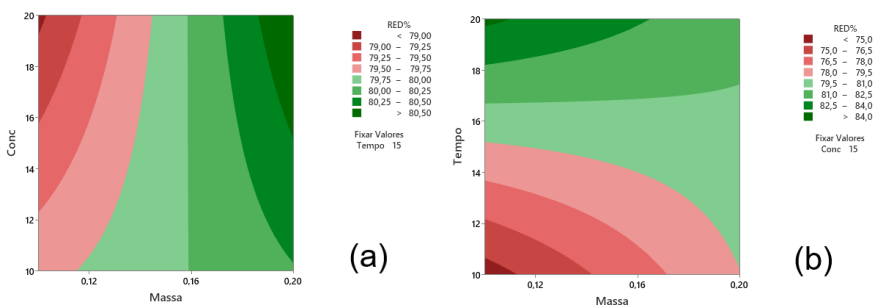 RED%
< 79,00
79,00 – 79,25
79,25 – 79,50
79,50 – 79,75
79,75 – 80,00
80,00 – 80,25
80,25 – 80,50
> 80,50
Fixar Valores
Tempo 15
Conc
20
18
16
14
12
10
0,12
0,16
0,20
Massa
(a)
RED%
< 75,0
75,0 – 76,5
76,5 – 78,0
78,0 – 79,5
79,5 – 81,0
81,0 – 82,5
82,5 – 84,0
> 84,0
Fixar Valores
Conc 15
Tempo
20
18
16
14
12
10
0,12
0,16
0,20
Massa
(b)